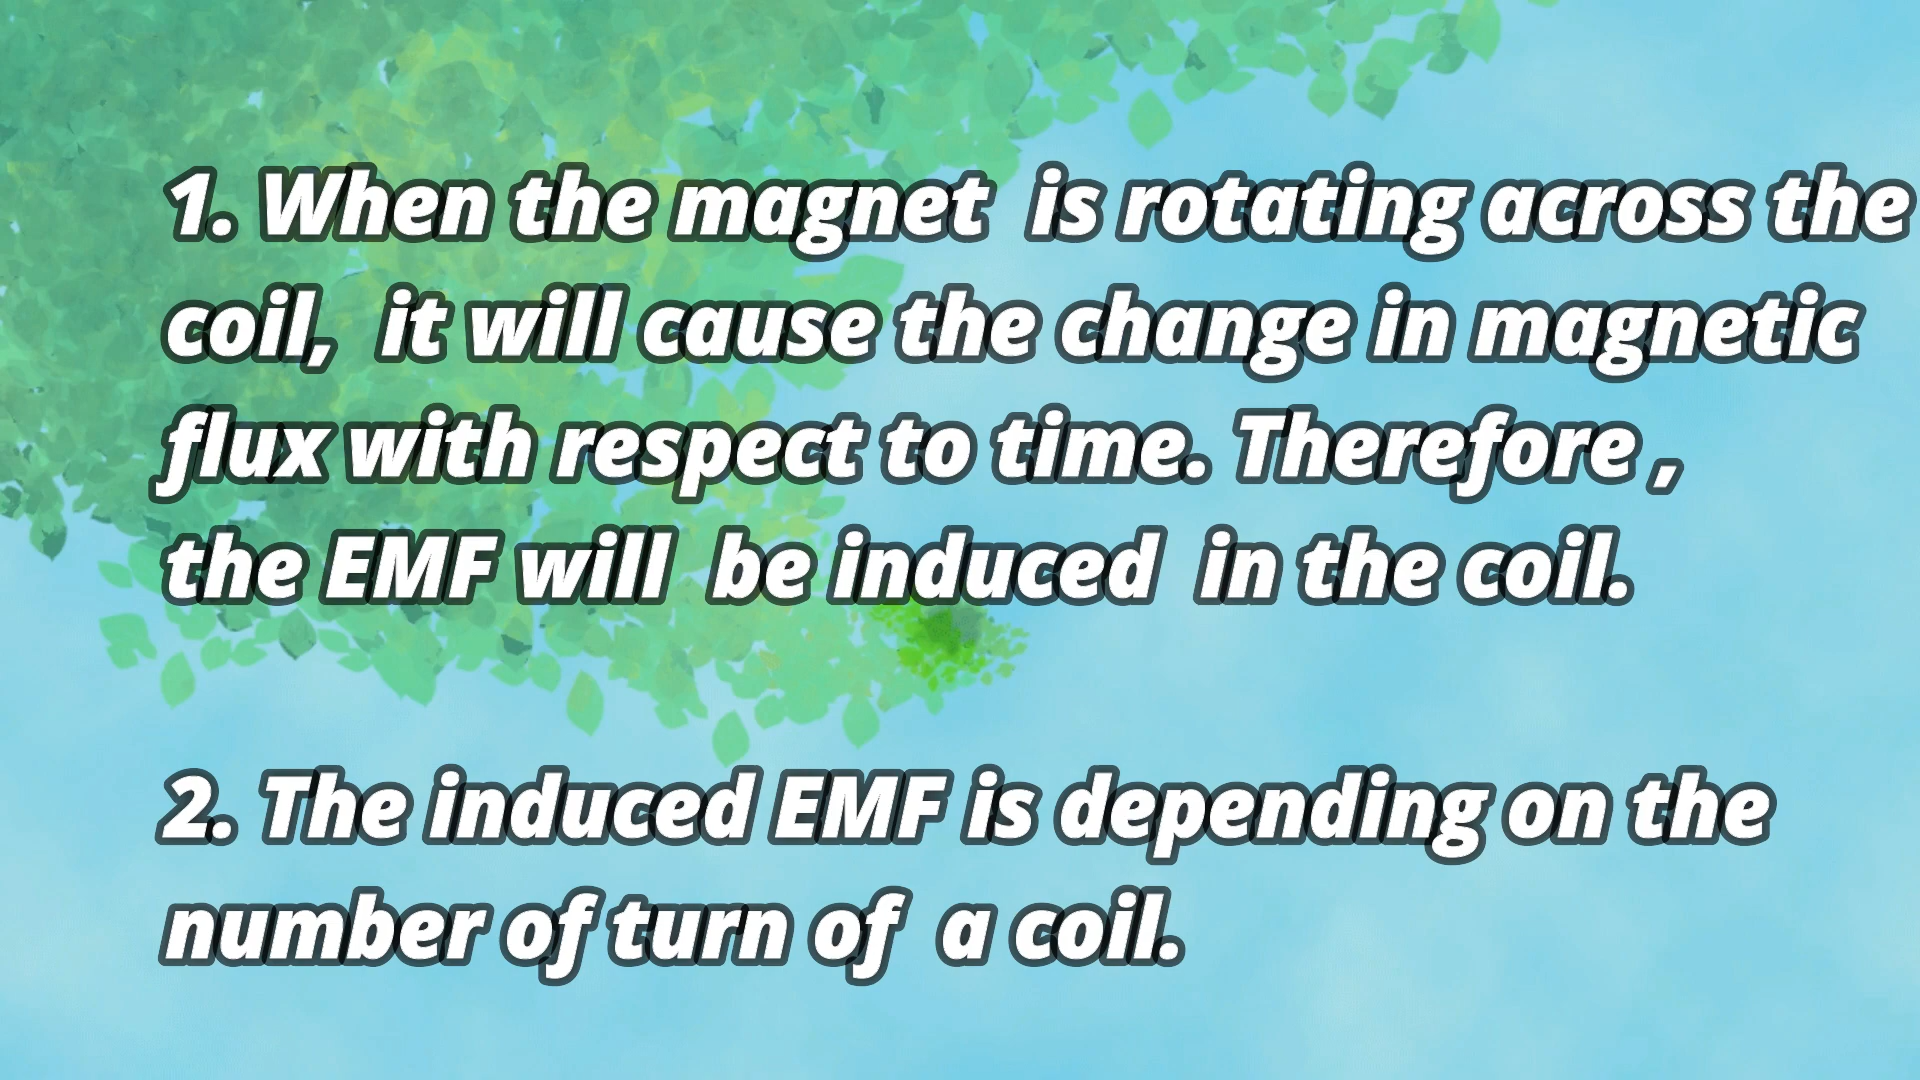 1. When the magnet  is rotating across the
coil,  it will cause the change in magnetic
flux with respect to time. Therefore ,
the EMF will  be induced  in the coil.
2. The induced EMF is depending on the
number of turn of  a coil.